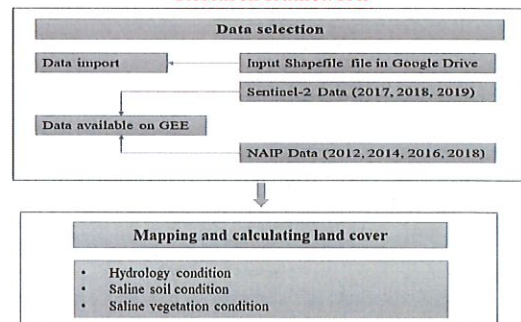 Data selection
Data import
Input Shapefile file in Google Drive
Sentinel-2 Data (2017, 2018, 2019)
Data available on GEE
NAIP Data (2012, 2014, 2016, 2018)
Mapping and calculating land cover
• Hydrology condition
• Saline soil condition
• Saline vegetation condition